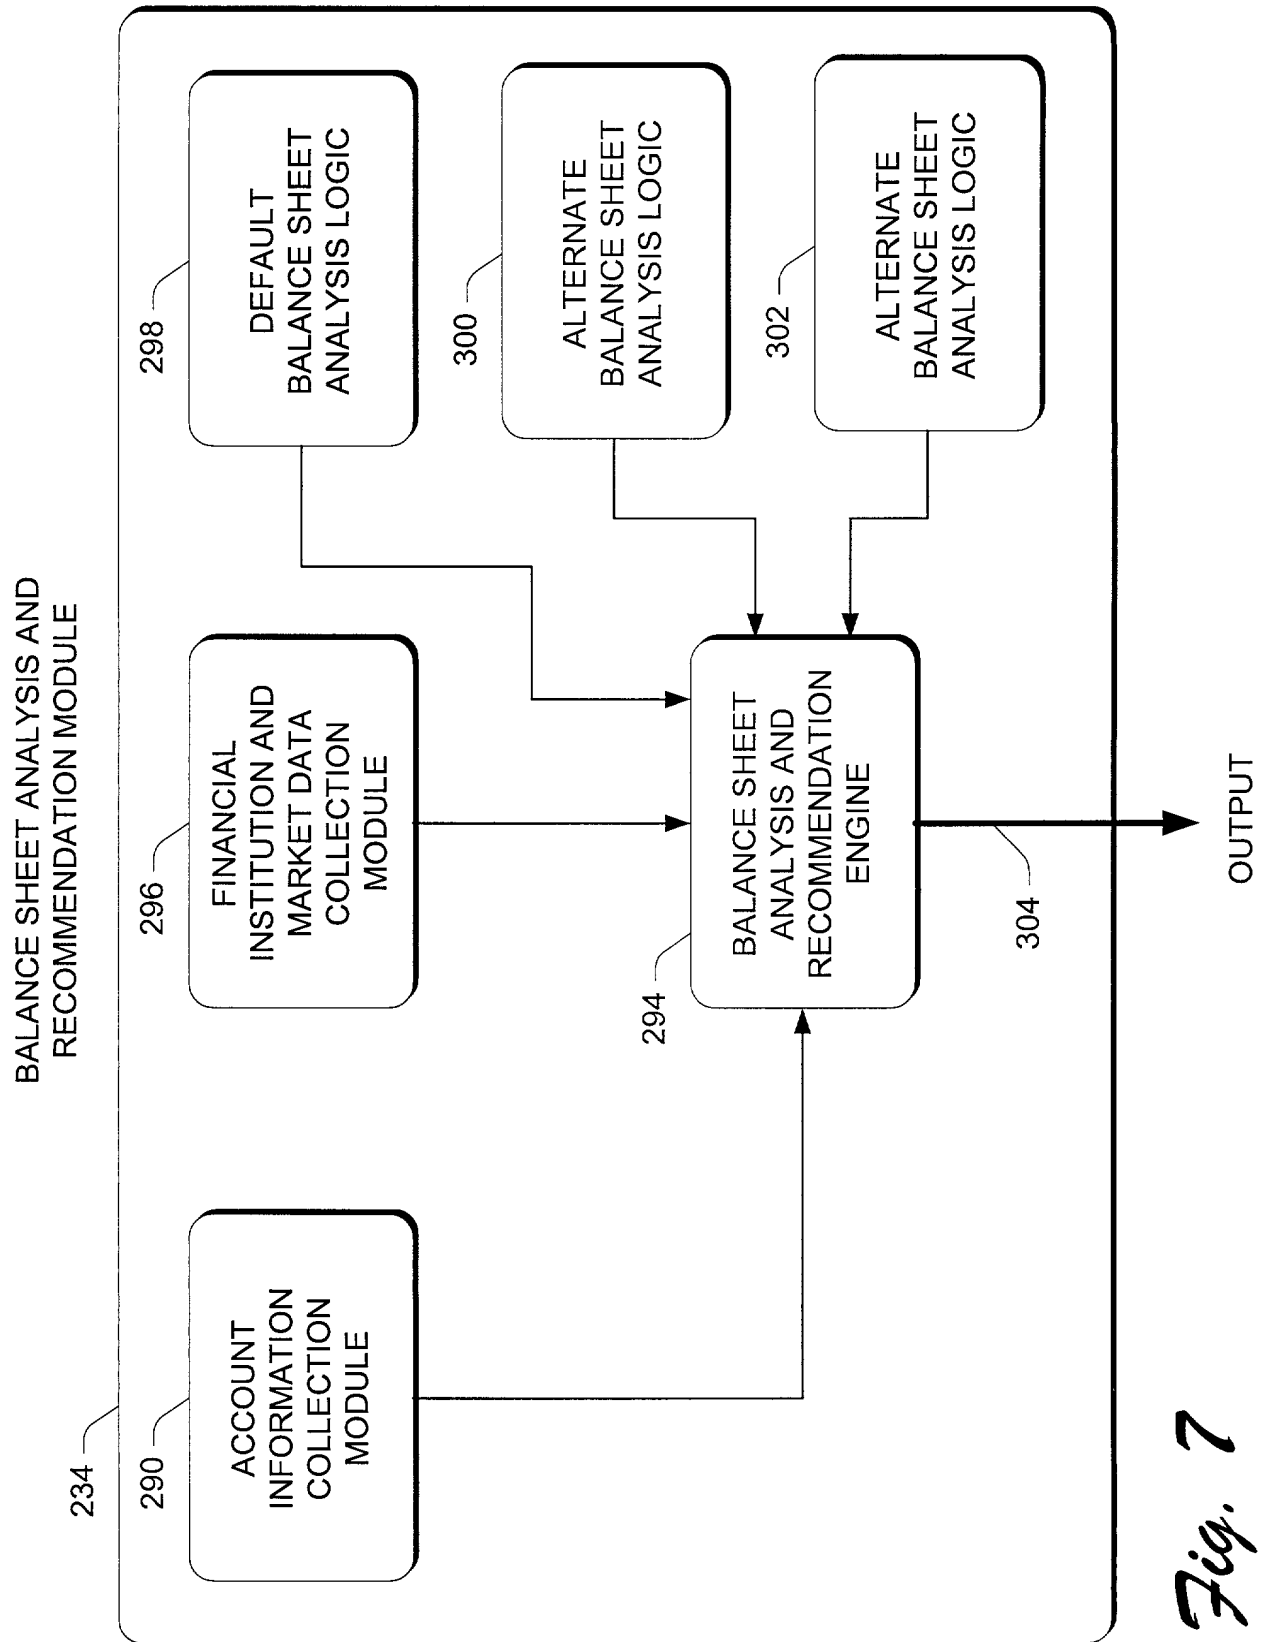 BALANCE SHEET ANALYSIS AND
RECOMMENDATION MODULE
234
290
ACCOUNT
INFORMATION
COLLECTION
MODULE
296
FINANCIAL
INSTITUTION AND
MARKET DATA
COLLECTION
MODULE
298
DEFAULT
BALANCE SHEET
ANALYSIS LOGIC
300
ALTERNATE
BALANCE SHEET
ANALYSIS LOGIC
302
ALTERNATE
BALANCE SHEET
ANALYSIS LOGIC
294
BALANCE SHEET
ANALYSIS AND
RECOMMENDATION
ENGINE
304
OUTPUT
Fig. 7